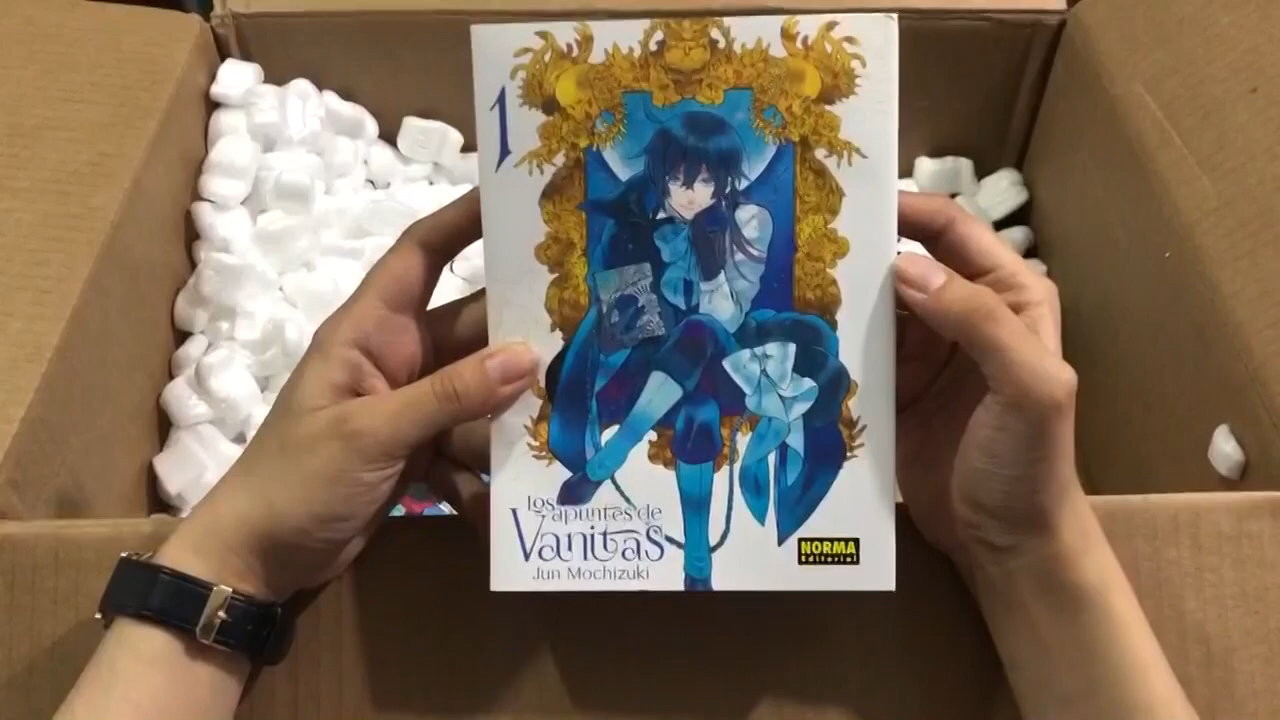 1
Los apuntes de
Vanitas
Jun Mochizuki
NORMA
Editorial